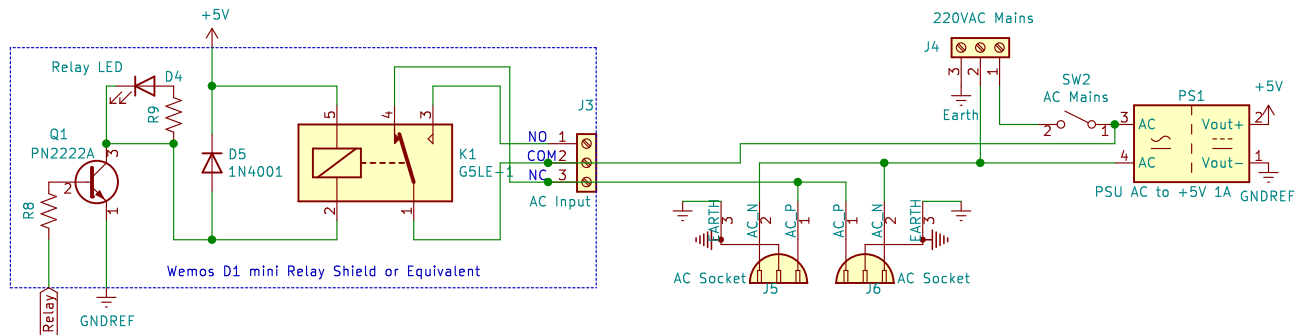 +5V
Relay LED
D4
R9
Q1
PN2222A
3
2
1
R8
Relay
GNDREF
D5
1N4001
5
4
3
2
1
K1
G5LE-1
J3
NO 1
COM 2
NC 3
AC Input
Wemos D1 mini Relay Shield or Equivalent
220VAC Mains
J4
3
2
1
Earth
SW2
AC Mains
2
1
PS1
+5V
3 AC
Vout+ 2
4 AC
Vout- 1
PSU AC to +5V 1A
GNDREF
EARTH
3
AC_N
2
AC_P
1
AC Socket
J5
AC_P
1
AC_N
2
EARTH
3
AC Socket
J6